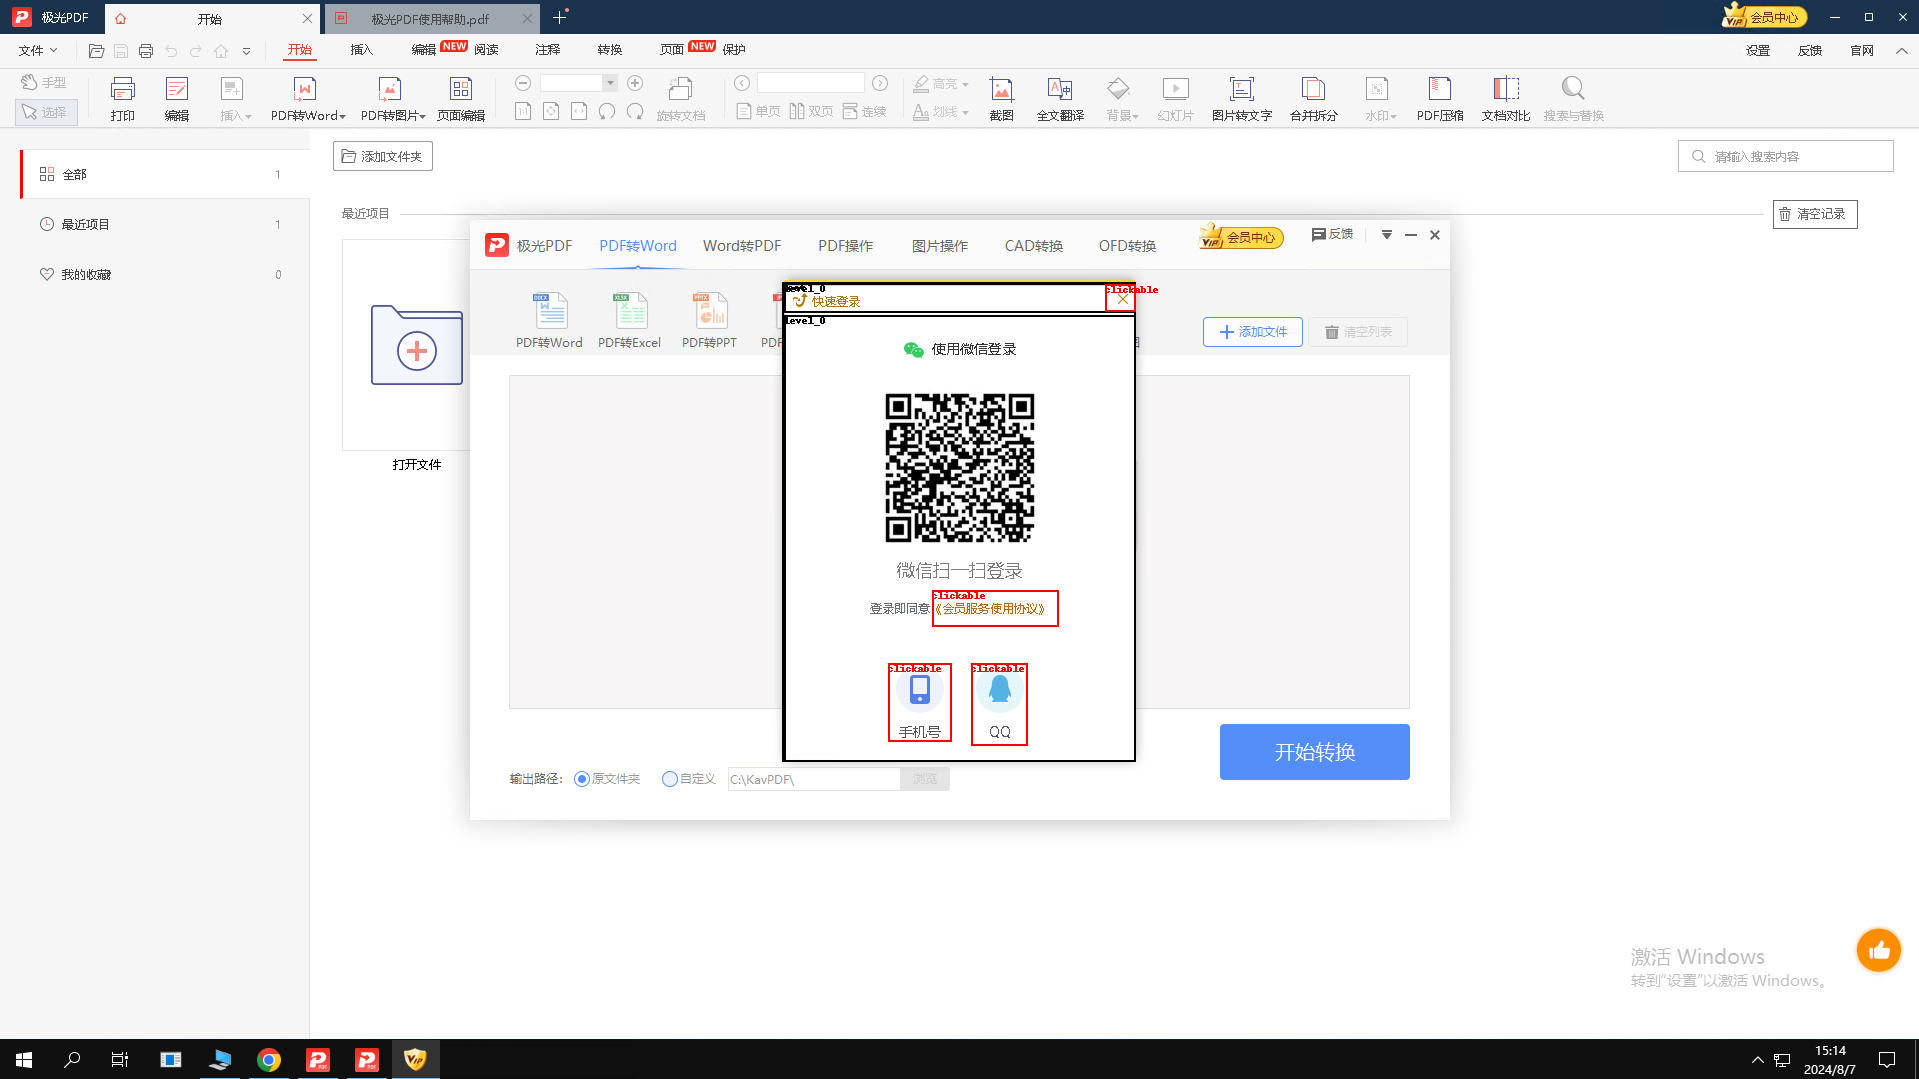 极光PDF
开始
极光PDF使用帮助.pdf
VIP 会员中心
文件
开始
插入
编辑 NEW
阅读
注释
转换
页面 NEW
保护
设置
反馈
官网
手型
选择
打印
编辑
插入
PDF转Word
PDF转图片
页面编辑
1:1
旋转文档
单页
双页
连续
高亮
划线
截图
全文翻译
背景
幻灯片
图片转文字
合并拆分
水印
PDF压缩
文档对比
搜索与替换
全部 1
最近项目 1
我的收藏 0
添加文件夹
请输入搜索内容
最近项目
清空记录
打开文件
极光PDF
PDF转Word
Word转PDF
PDF操作
图片操作
CAD转换
OFD转换
VIP 会员中心
反馈
DOCX
PDF转Word
XLSX
PDF转Excel
PPTX
PDF转PPT
添加文件
清空列表
level_0
快速登录
clickable
level_0
使用微信登录
微信扫一扫登录
clickable
登录即同意《会员服务使用协议》
clickable
手机号
clickable
QQ
开始转换
输出路径:
原文件夹
自定义
C:\KavPDF\
浏览
激活 Windows
转到"设置"以激活 Windows。
VIP
15:14
2024/8/7